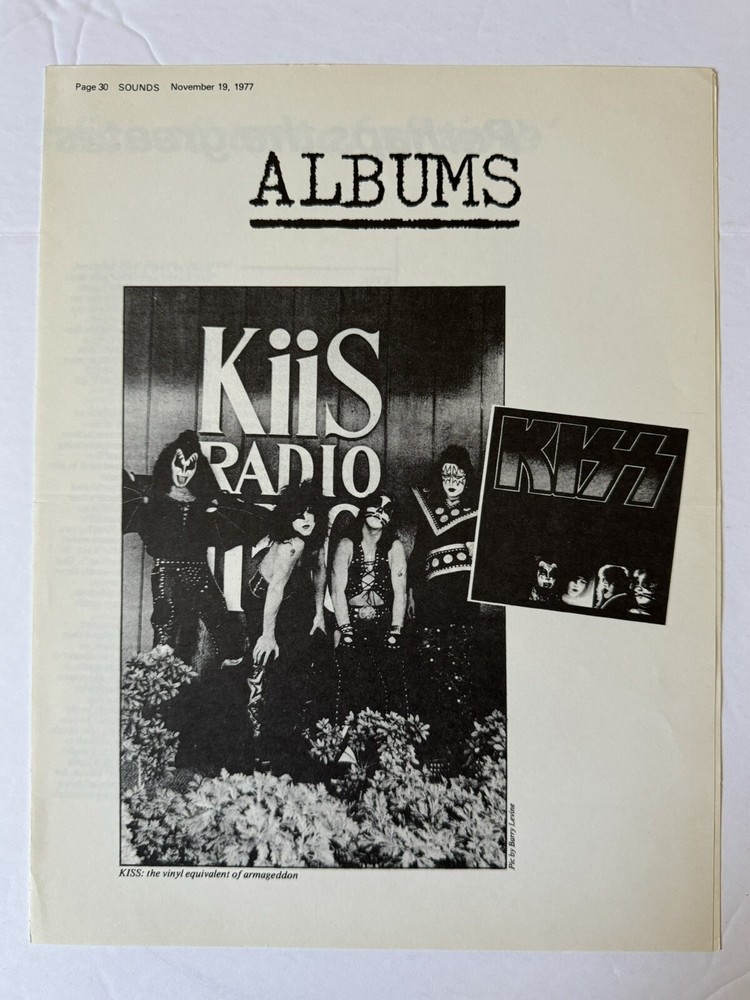 Page 30 SOUNDS November 19, 1977
ALBUMS
KiiS
RADIO
KISS
Pic by Barry Levine
KISS: the vinyl equivalent of armageddon